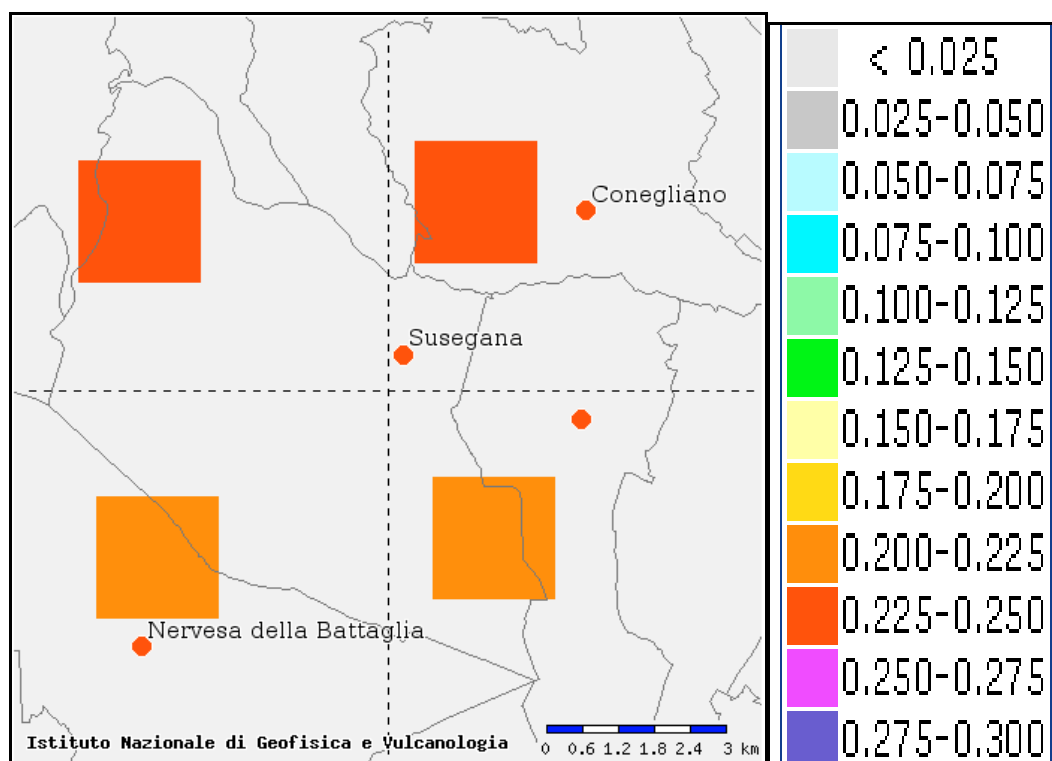 Conegliano
Susegana
Nervesa della Battaglia
Istituto Nazionale di Geofisica e Vulcanologia
0 0.6 1.2 1.8 2.4 3 km
< 0.025
0.025-0.050
0.050-0.075
0.075-0.100
0.100-0.125
0.125-0.150
0.150-0.175
0.175-0.200
0.200-0.225
0.225-0.250
0.250-0.275
0.275-0.300